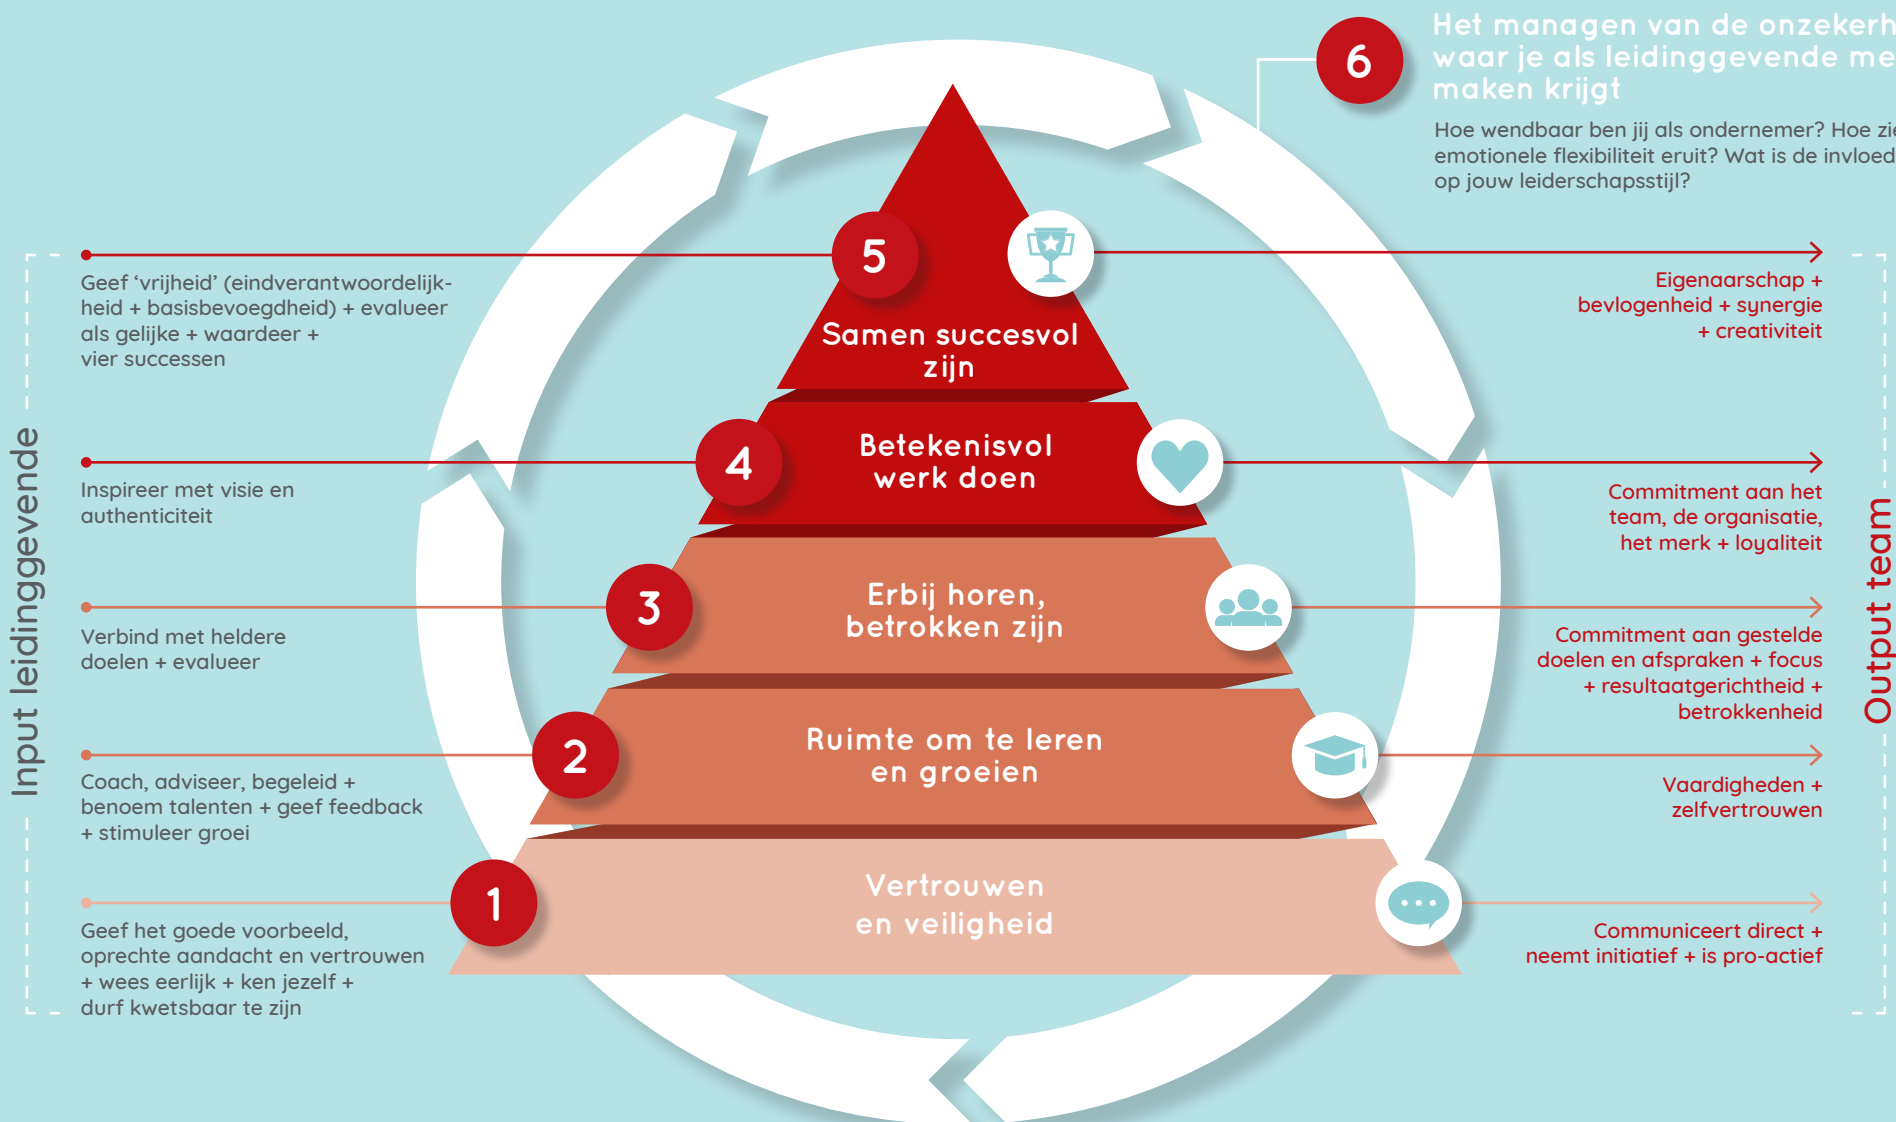 6
Het managen van de
waar je als leidinggevende
maken krijgt
Hoe wendbaar ben jij als ondernemer? Hoe
emotionele flexibiliteit eruit? Wat is de invloed
op jouw leiderschapsstijl?
Input leidinggevende
5
Geef ‘vrijheid’ (eindverantwoordelijk-
heid + basisbevoegdheid) + evalueer
als gelijke + waardeer +
vier successen
Samen succesvol
zijn
Eigenaarschap +
bevlogenheid + synergie
+ creativiteit
4
Inspireer met visie en
authenticiteit
Betekenisvol
werk doen
Commitment aan het
team, de organisatie,
het merk + loyaliteit
3
Verbind met heldere
doelen + evalueer
Erbij horen,
betrokken zijn
Commitment aan gestelde
doelen en afspraken + focus
+ resultaatgerichtheid +
betrokkenheid
2
Coach, adviseer, begeleid +
benoem talenten + geef feedback
+ stimuleer groei
Ruimte om te leren
en groeien
Vaardigheden +
zelfvertrouwen
1
Geef het goede voorbeeld,
oprechte aandacht en vertrouwen
+ wees eerlijk + ken jezelf +
durf kwetsbaar te zijn
Vertrouwen
en veiligheid
Communiceert direct +
neemt initiatief + is pro-actief
Output team